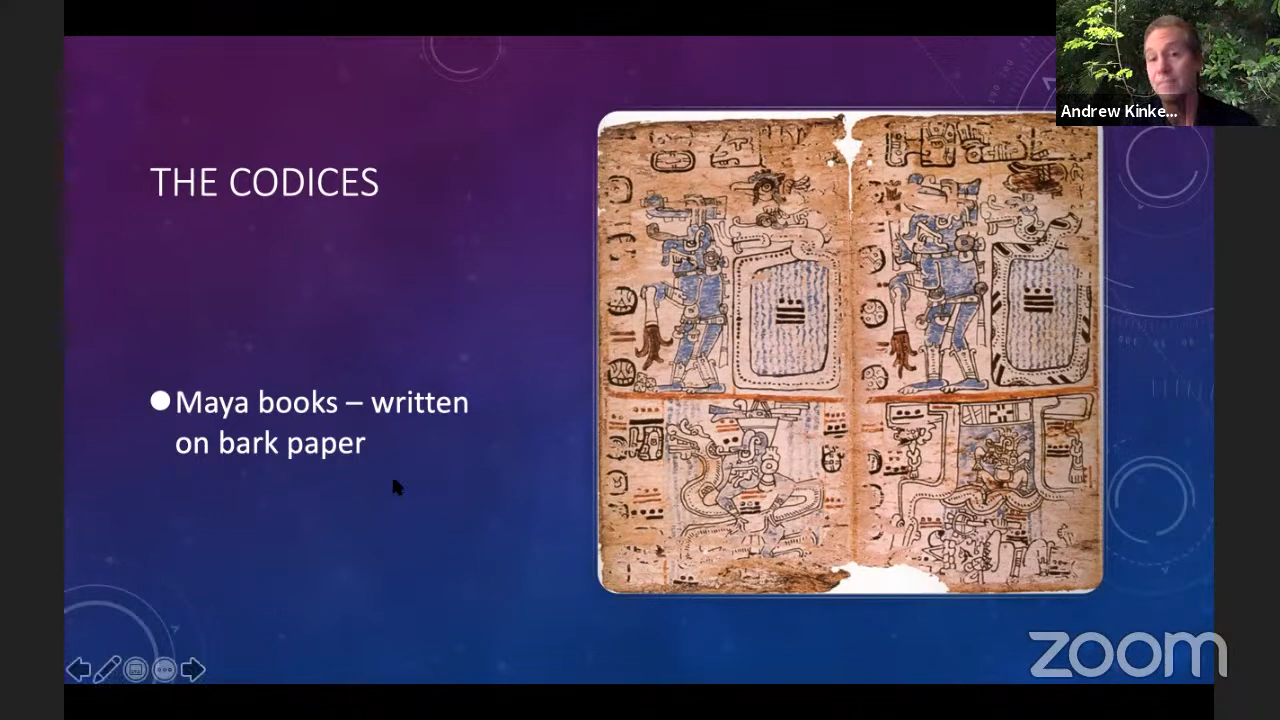 Andrew Kinke...
THE CODICES
Maya books – written
on bark paper
zoom